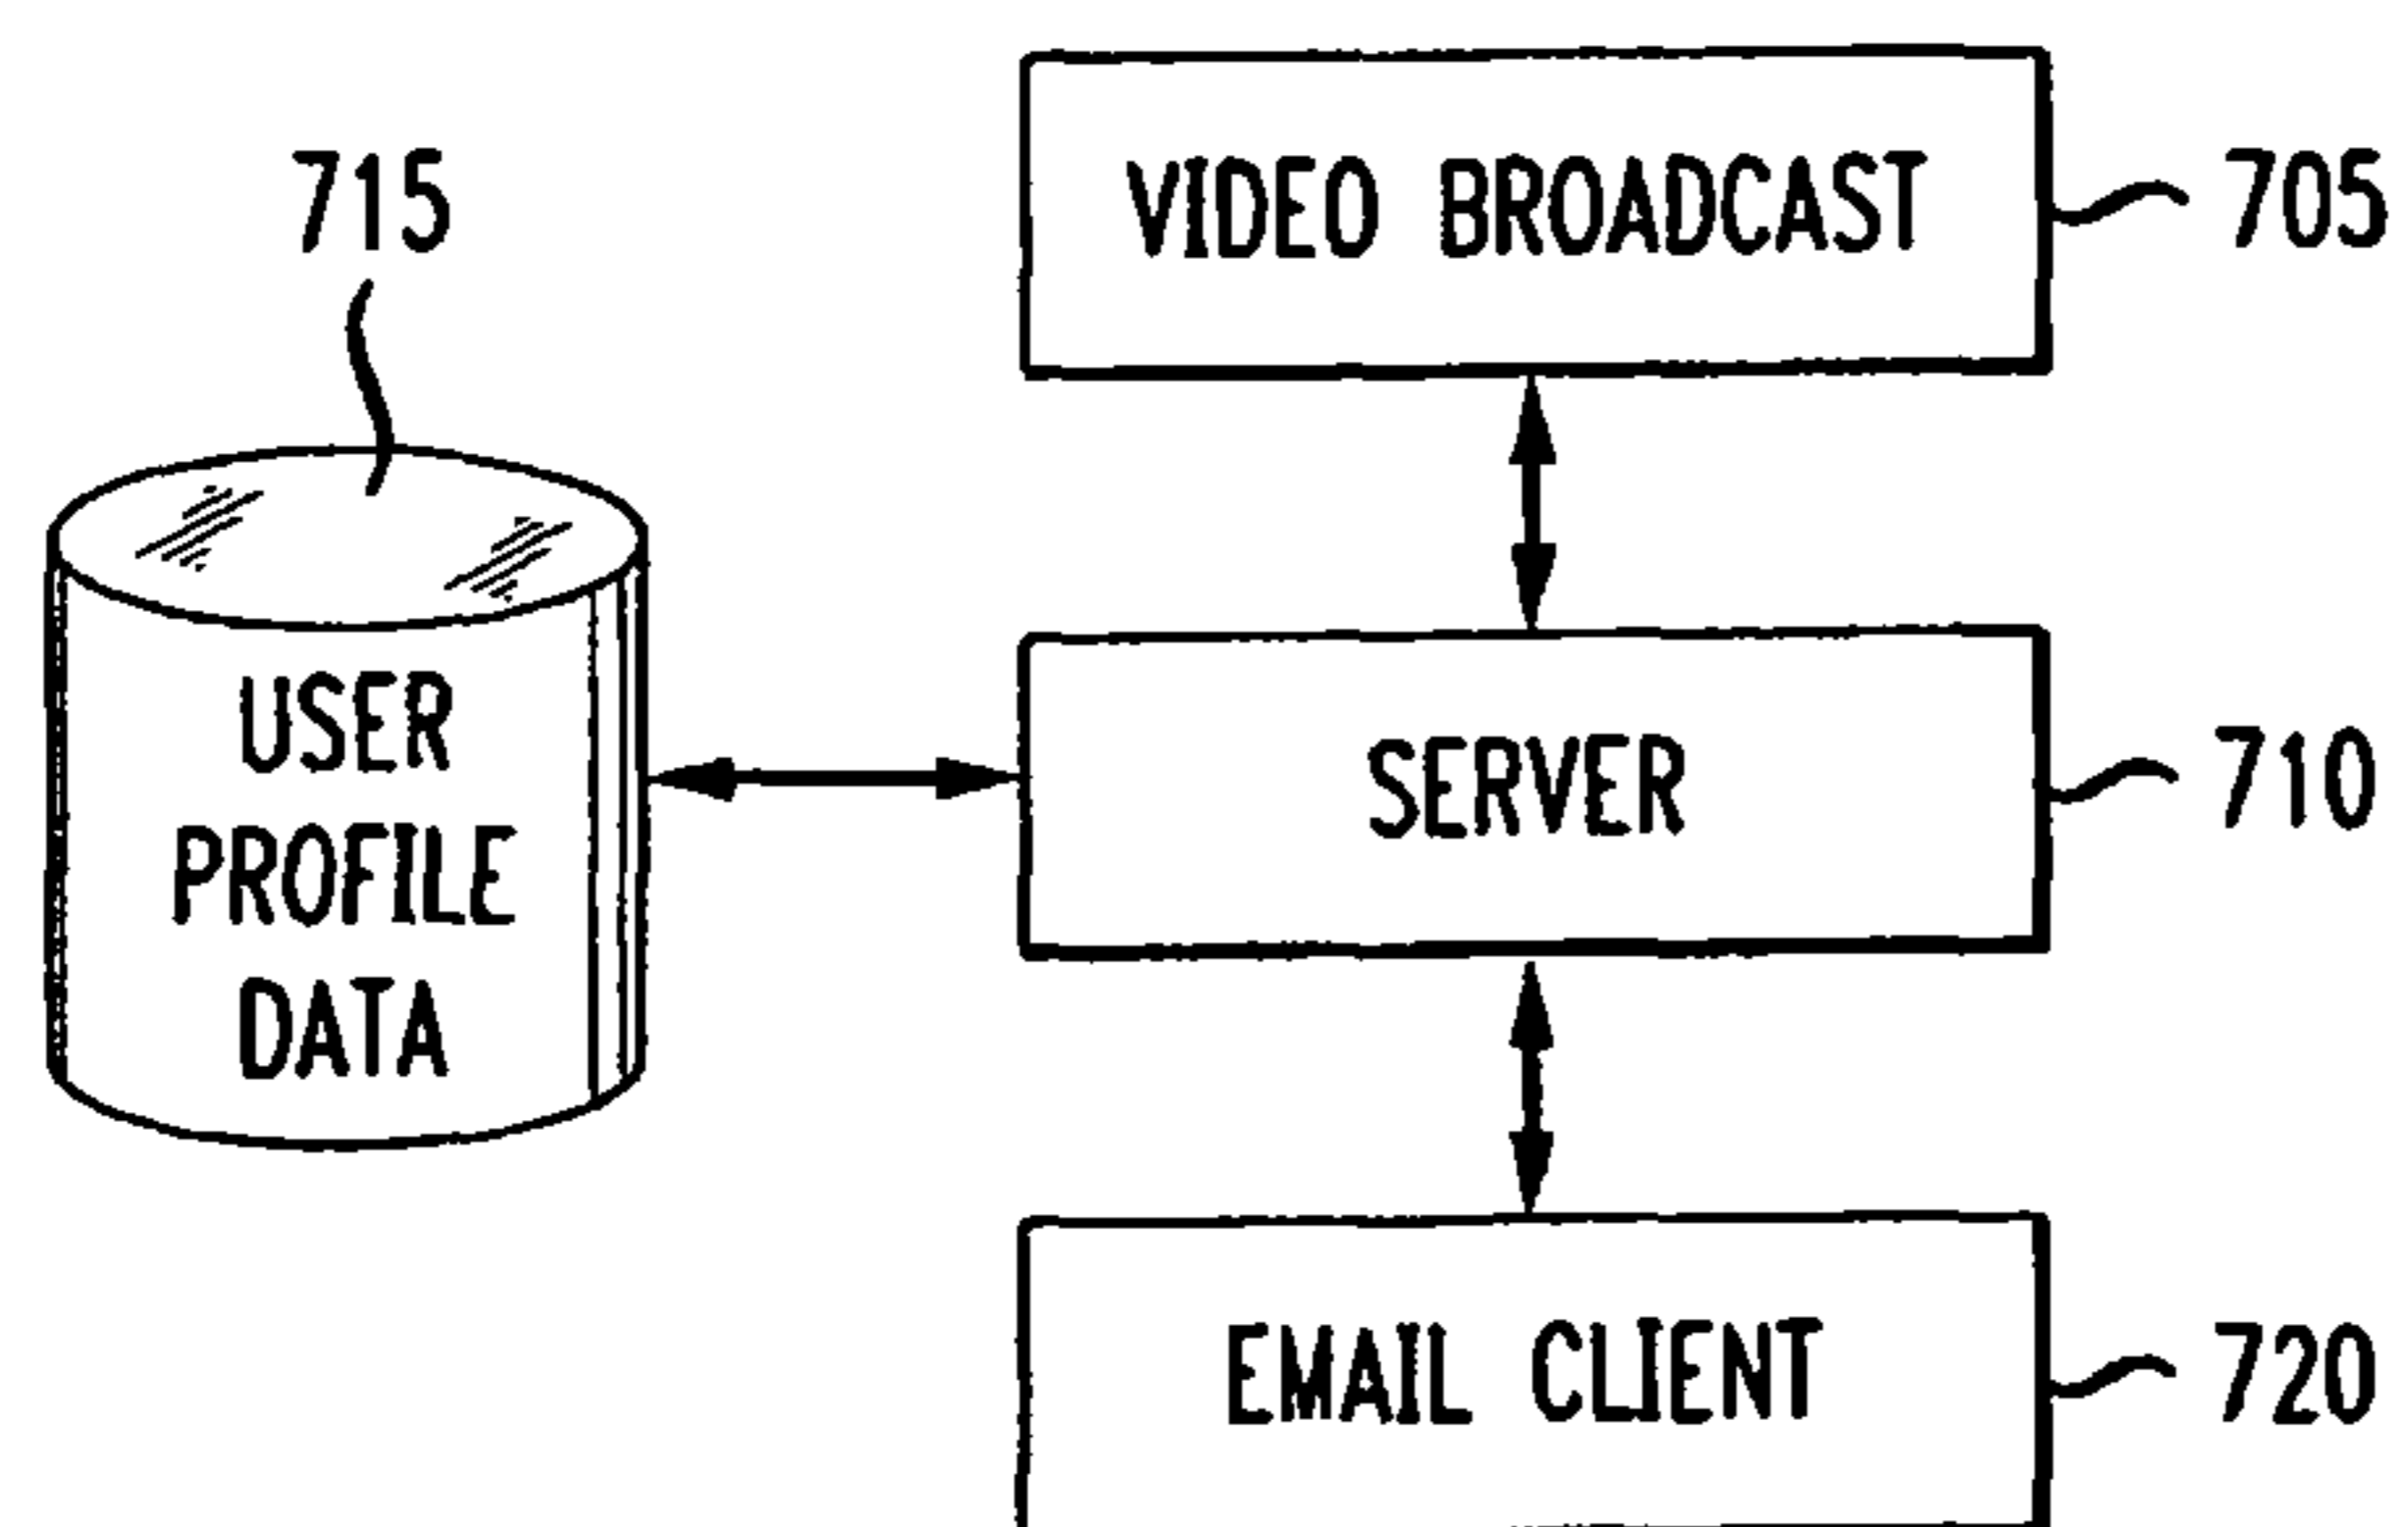 715
VIDEO BROADCAST
705
USER
PROFILE
DATA
SERVER
710
EMAIL CLIENT
720